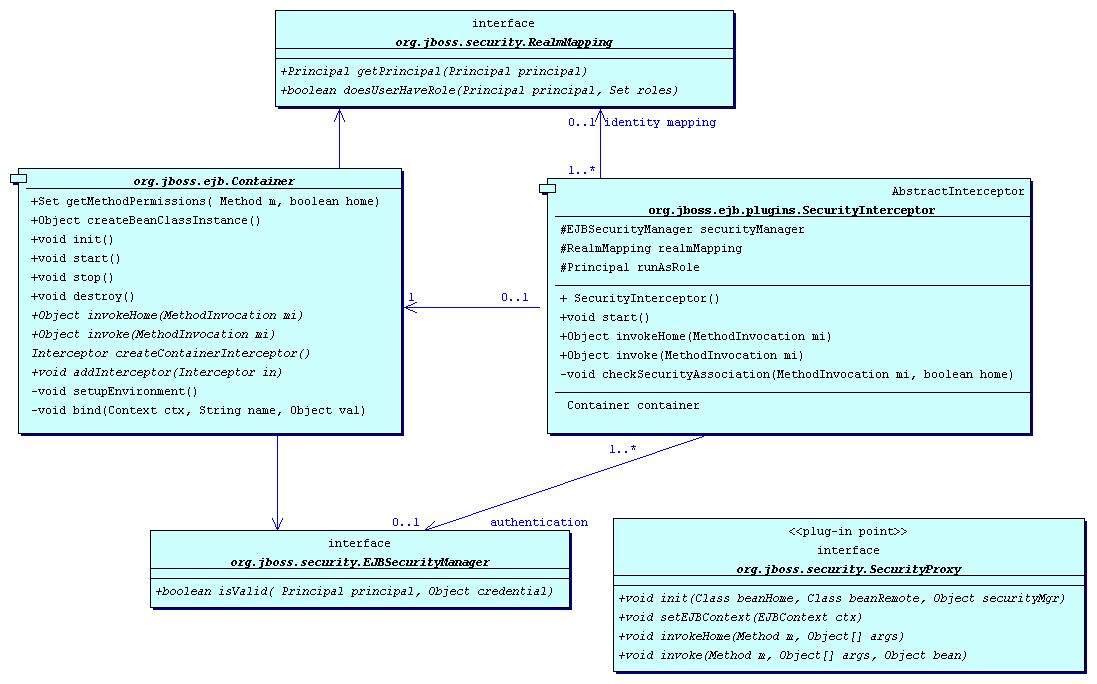 interface
org.jboss.security.RealmMapping
+Principal getPrincipal(Principal principal)
+boolean doesUserHaveRole(Principal principal, Set roles)
0..1 identity mapping
1..*
org.jboss.ejb.Container
+Set getMethodPermissions( Method m, boolean home)
+Object createBeanClassInstance()
+void init()
+void start()
+void stop()
+void destroy()
+Object invokeHome(MethodInvocation mi)
+Object invoke(MethodInvocation mi)
Interceptor createContainerInterceptor()
+void addInterceptor(Interceptor in)
-void setupEnvironment()
-void bind(Context ctx, String name, Object val)
1
0..1
AbstractInterceptor
org.jboss.ejb.plugins.SecurityInterceptor
#EJBSecurityManager securityManager
#RealmMapping realmMapping
#Principal runAsRole
+ SecurityInterceptor()
+void start()
+Object invokeHome(MethodInvocation mi)
+Object invoke(MethodInvocation mi)
-void checkSecurityAssociation(MethodInvocation mi, boolean home)
Container container
1..*
0..1
authentication
interface
org.jboss.security.EJBSecurityManager
+boolean isValid( Principal principal, Object credential)
<<plug-in point>>
interface
org.jboss.security.SecurityProxy
+void init(Class beanHome, Class beanRemote, Object securityMgr)
+void setEJBContext(EJBContext ctx)
+void invokeHome(Method m, Object[] args)
+void invoke(Method m, Object[] args, Object bean)